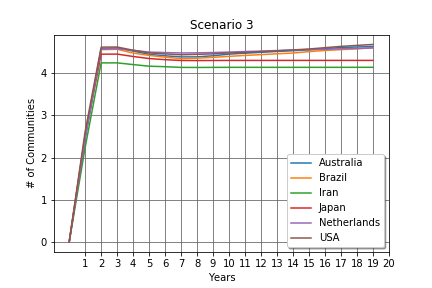 Scenario 3
# of Communities
4
3
2
1
0
Australia
Brazil
Iran
Japan
Netherlands
USA
1 2 3 4 5 6 7 8 9 10 11 12 13 14 15 16 17 18 19 20
Years